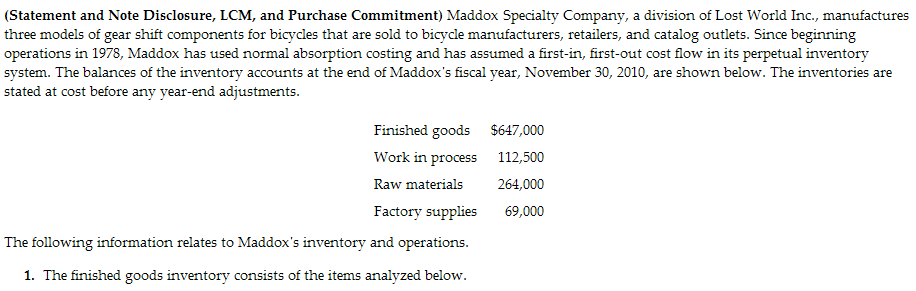 (Statement and Note Disclosure, LCM, and Purchase Commitment) Maddox Specialty Company, a division of Lost World Inc., manufactures
three models of gear shift components for bicycles that are sold to bicycle manufacturers, retailers, and catalog outlets. Since beginning
operations in 1978, Maddox has used normal absorption costing and has assumed a first-in, first-out cost flow in its perpetual inventory
system. The balances of the inventory accounts at the end of Maddox's fiscal year, November 30, 2010, are shown below. The inventories are
stated at cost before any year-end adjustments.
Finished goods $647,000
Work in process 112,500
Raw materials 264,000
Factory supplies 69,000
The following information relates to Maddox's inventory and operations.
1. The finished goods inventory consists of the items analyzed below.